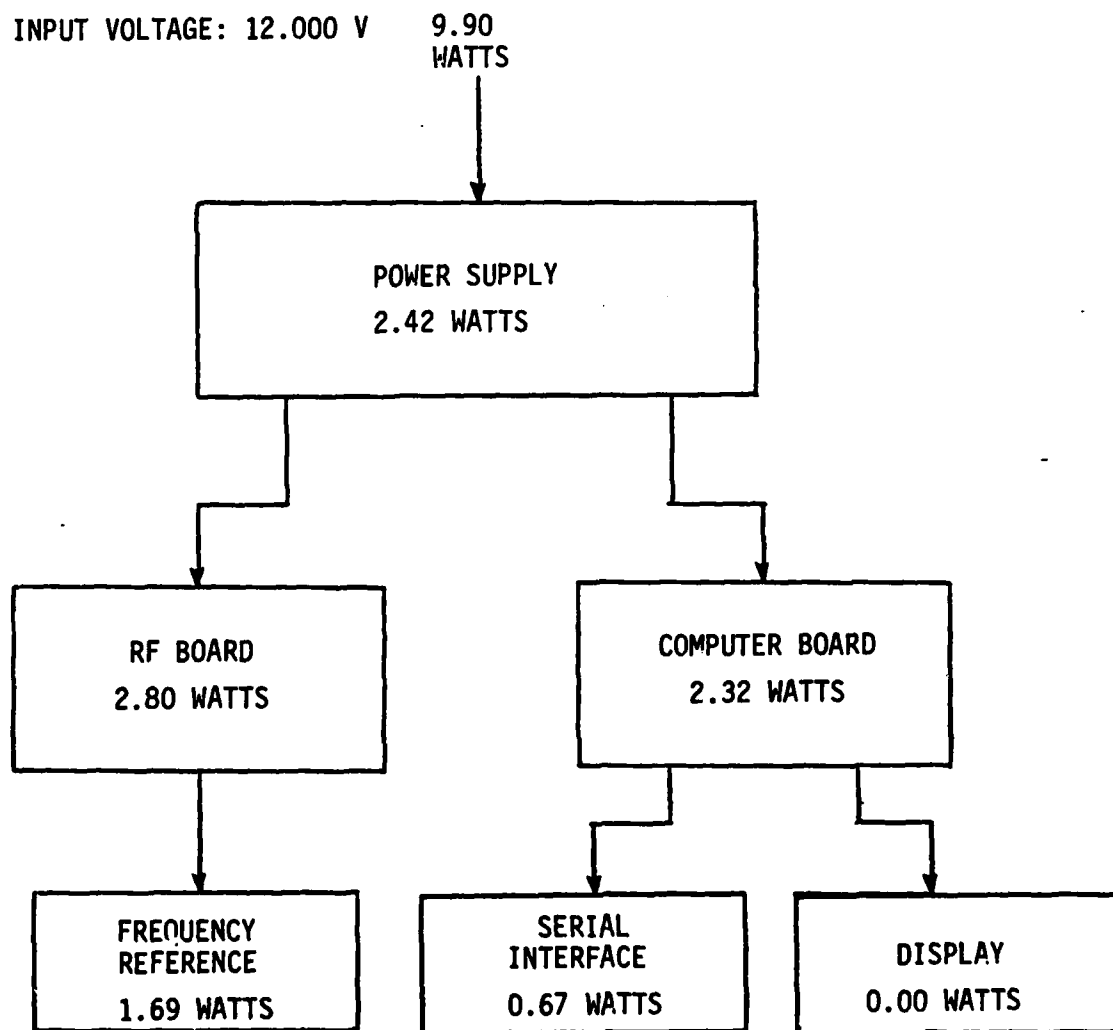 INPUT VOLTAGE: 12.000 V
9.90
WATTS
POWER SUPPLY
2.42 WATTS
RF BOARD
2.80 WATTS
COMPUTER BOARD
2.32 WATTS
FREQUENCY
REFERENCE
1.69 WATTS
SERIAL
INTERFACE
0.67 WATTS
DISPLAY
0.00 WATTS